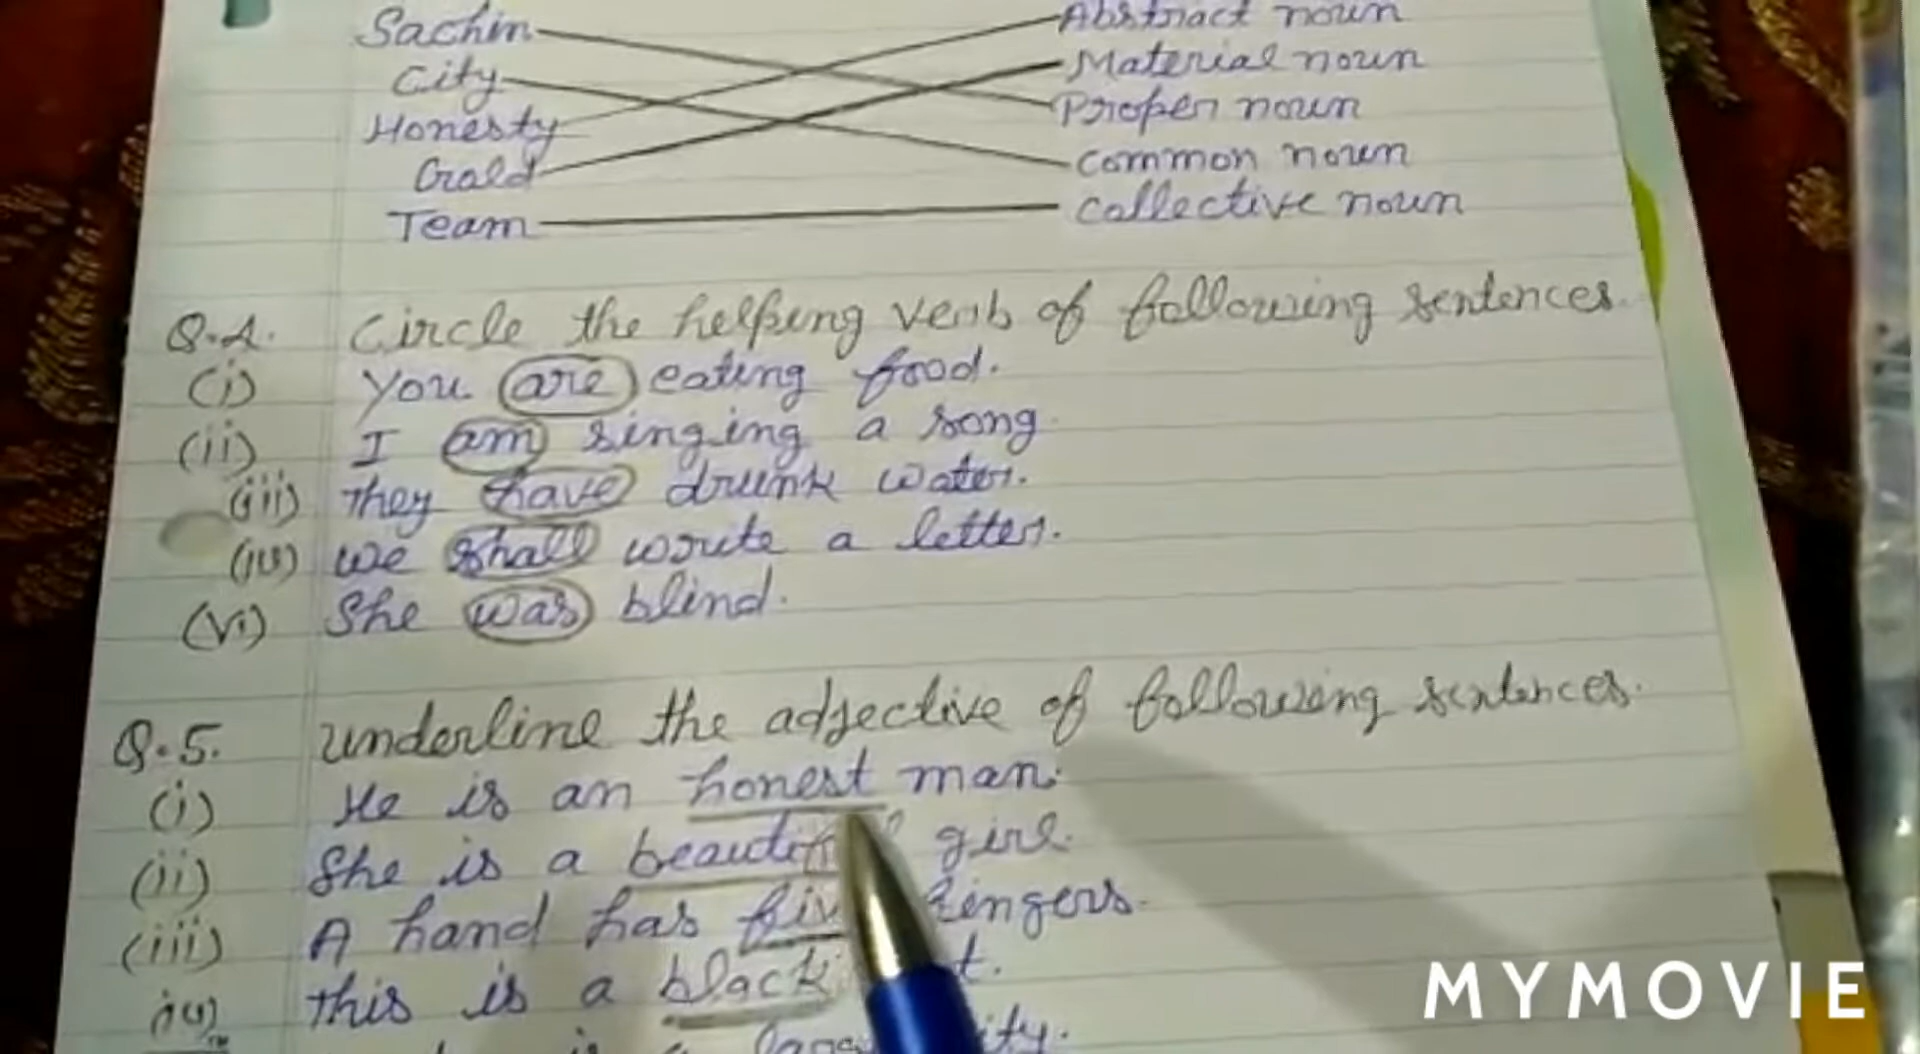 Sachin Abstract noun
City Material noun
Honesty Proper noun
Gold Common noun
Team Collective noun
Q.4. Circle the helping verb of following sentences.
(i) You are eating food.
(ii) I am singing a song.
(iii) They have drunk water.
(iv) We shall write a letter.
(vi) She was blind.
Q.5. Underline the adjective of following sentences.
(i) He is an honest man.
(ii) She is a girl.
(iii) A hand has fingers.
(iv) This is a black
MYMOVIE